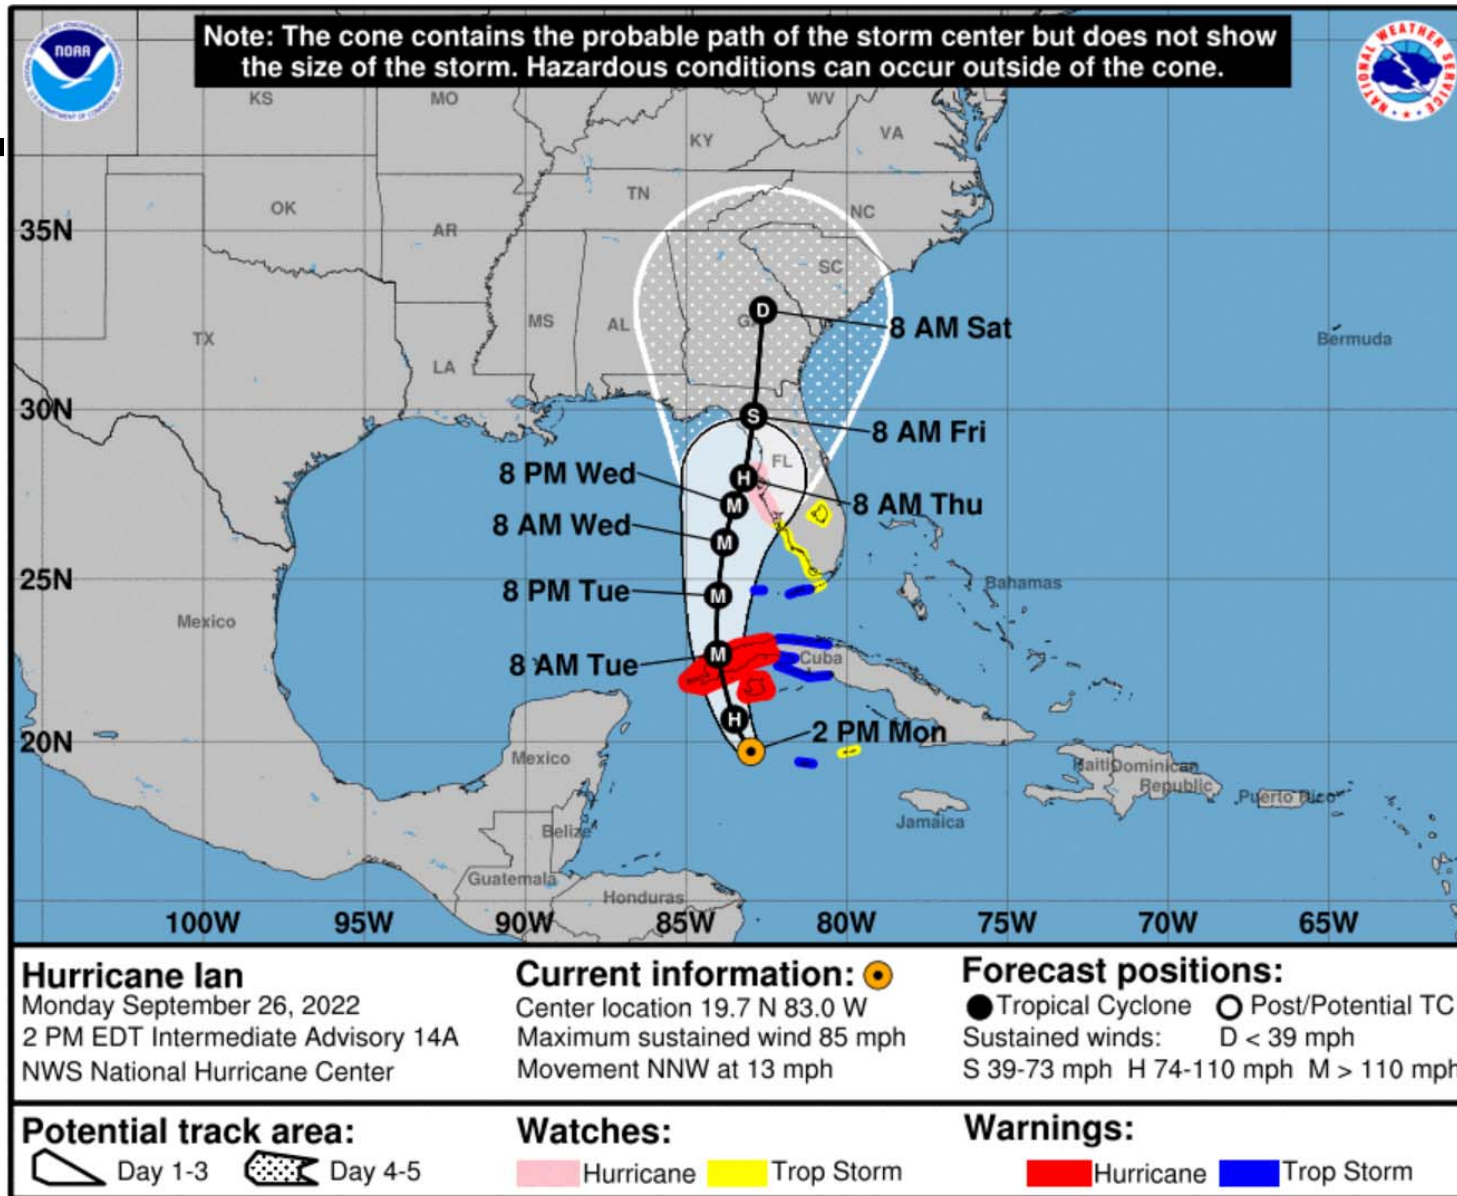 NOAA
NATIONAL WEATHER SERVICE
Note: The cone contains the probable path of the storm center but does not show
the size of the storm. Hazardous conditions can occur outside of the cone.
KS
MO
WV
KY
VA
OK
TN
NC
35N
AR
SC
D
GA
8 AM Sat
TX
MS
AL
Bermuda
LA
30N
S
8 AM Fri
8 PM Wed
FL
H
M
8 AM Thu
8 AM Wed
M
25N
Bahamas
8 PM Tue
M
Mexico
8 AM Tue
M
Cuba
H
2 PM Mon
20N
Mexico
Haiti
Dominican
Republic
Puerto Rico
Jamaica
Belize
Guatemala
Honduras
100W
95W
90W
85W
80W
75W
70W
65W
Hurricane Ian
Monday September 26, 2022
2 PM EDT Intermediate Advisory 14A
NWS National Hurricane Center
Current information:
Center location 19.7 N 83.0 W
Maximum sustained wind 85 mph
Movement NNW at 13 mph
Forecast positions:
Tropical Cyclone Post/Potential TC
Sustained winds: D < 39 mph
S 39-73 mph H 74-110 mph M > 110 mph
Potential track area:
Day 1-3 Day 4-5
Watches:
Hurricane Trop Storm
Warnings:
Hurricane Trop Storm